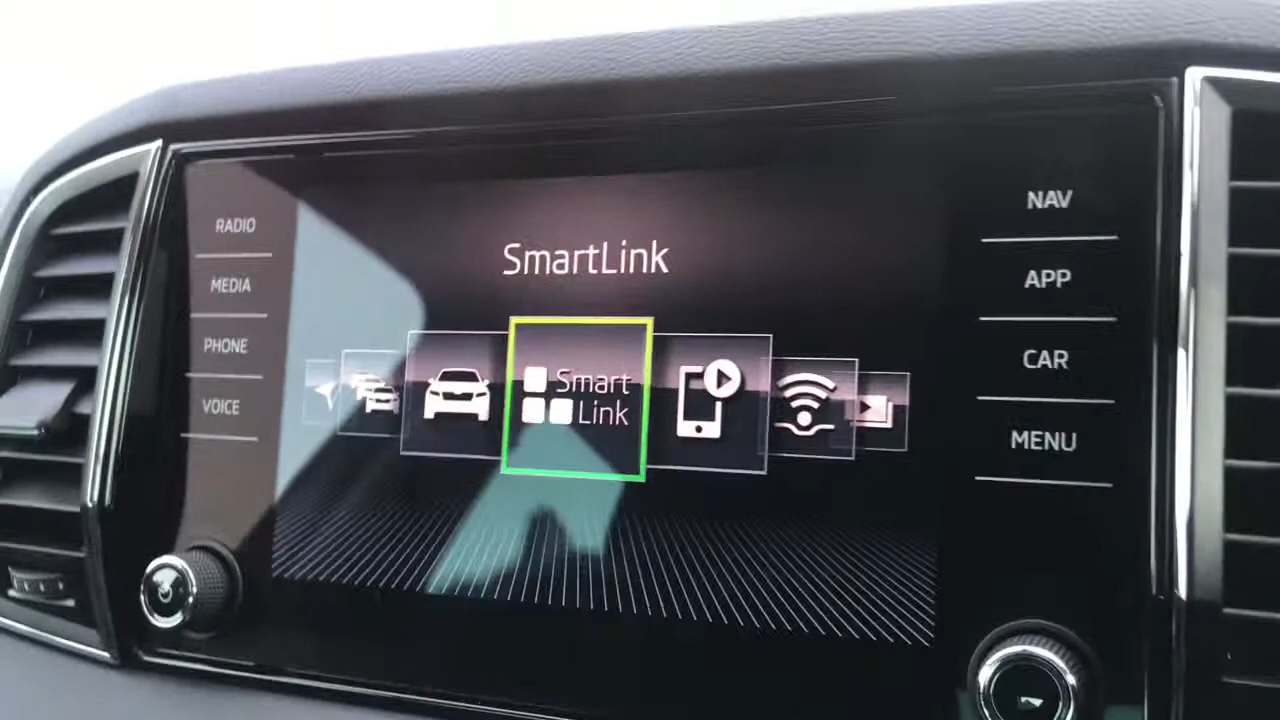 RADIO
MEDIA
PHONE
VOICE
SmartLink
Smart
Link
NAV
APP
CAR
MENU